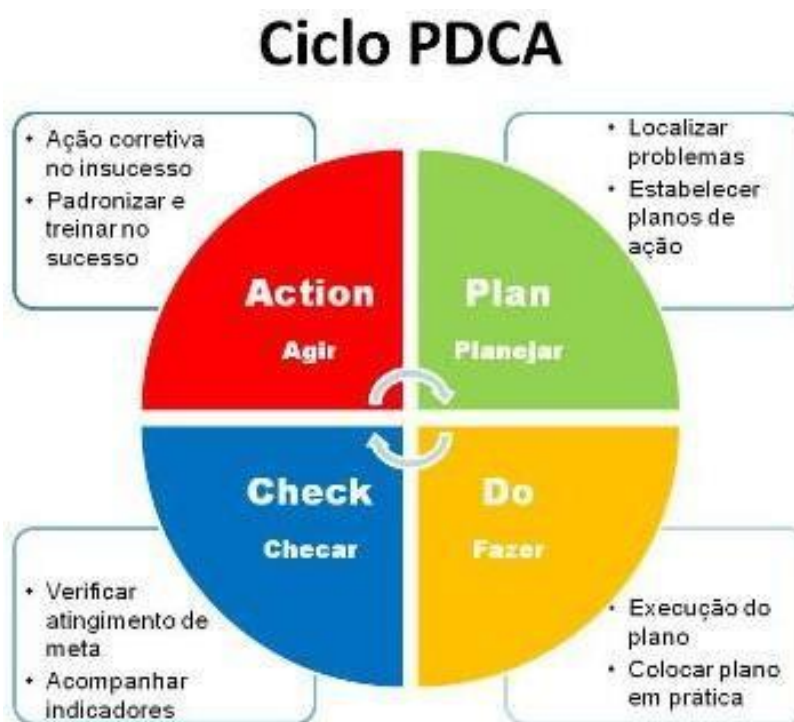 Ciclo PDCA
• Ação corretiva
no insucesso
• Padronizar e
treinar no
sucesso
• Localizar
problemas
• Estabelecer
planos de
ação
Action
Agir
Plan
Planejar
Check
Checar
Do
Fazer
• Verificar
atingimento de
meta
• Acompanhar
indicadores
• Execução do
plano
• Colocar plano
em prática